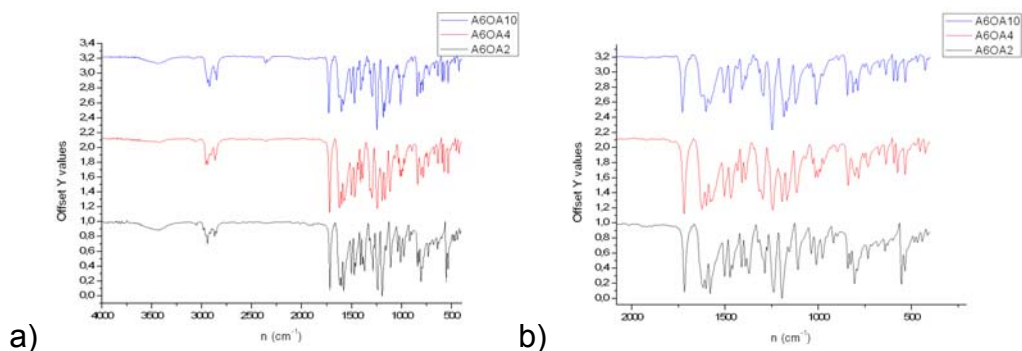 A6OA10
A6OA4
A6OA2
3,4
3,2
3,0
2,8
2,6
2,4
2,2
2,0
1,8
1,6
1,4
1,2
1,0
0,8
0,6
0,4
0,2
0,0
Offset Y values
4000 3500 3000 2500 2000 1500 1000 500
n (cm⁻¹)
a)
A6OA10
A6OA4
A6OA2
3,4
3,2
3,0
2,8
2,6
2,4
2,2
2,0
1,8
1,6
1,4
1,2
1,0
0,8
0,6
0,4
0,2
0,0
Offset Y values
2000 1500 1000 500
n (cm⁻¹)
b)